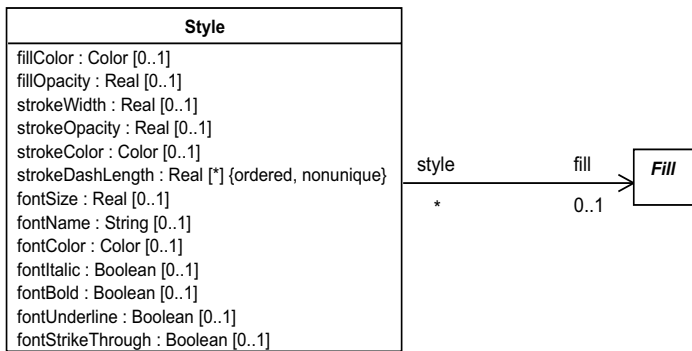 Style
fillColor : Color [0..1]
fillOpacity : Real [0..1]
strokeWidth : Real [0..1]
strokeOpacity : Real [0..1]
strokeColor : Color [0..1]
strokeDashLength : Real [*] {ordered, nonunique}
fontSize : Real [0..1]
fontName : String [0..1]
fontColor : Color [0..1]
fontItalic : Boolean [0..1]
fontBold : Boolean [0..1]
fontUnderline : Boolean [0..1]
fontStrikeThrough : Boolean [0..1]
style fill
* 0..1
Fill